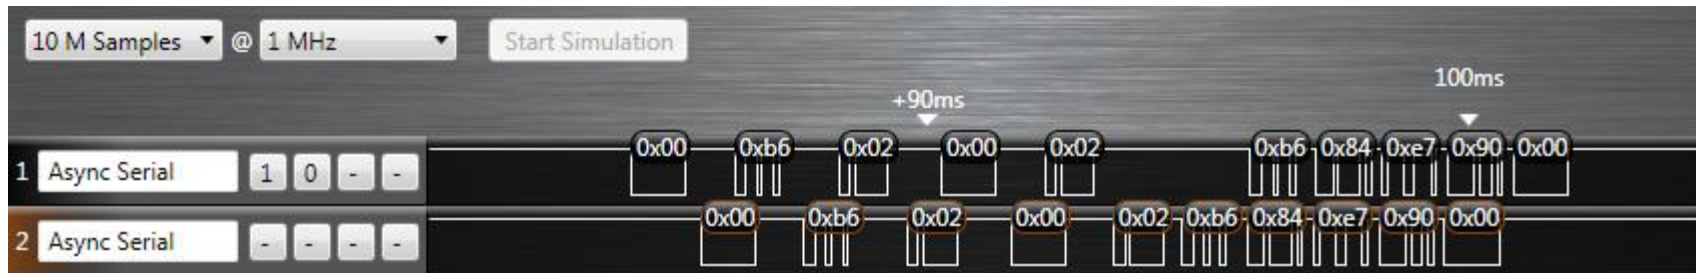 10 M Samples @ 1 MHz Start Simulation
100ms
+90ms
0x00 0xb6 0x02 0x00 0x02 0xb6 0x84 0xe7 0x90 0x00
1 Async Serial 1 0 - -
0x00 0xb6 0x02 0x00 0x02 0xb6 0x84 0xe7 0x90 0x00
2 Async Serial - - - -